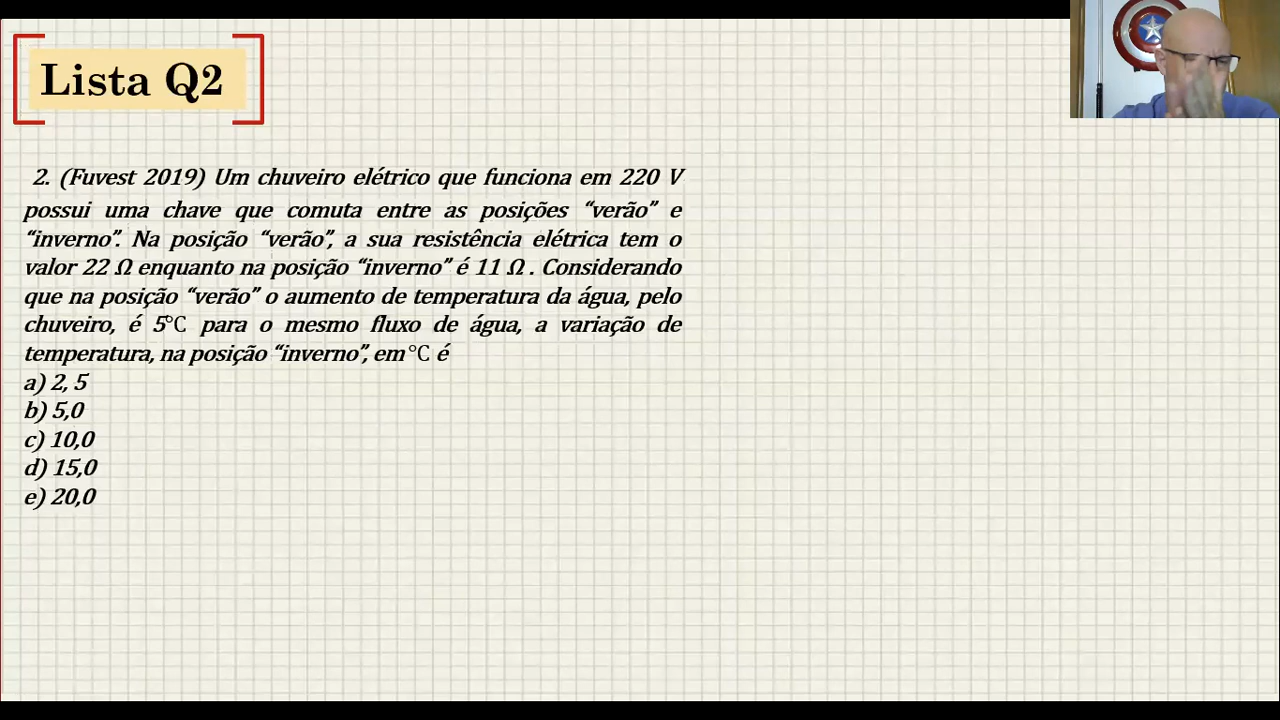 Lista Q2
2. (Fuvest 2019) Um chuveiro elétrico que funciona em 220 V
possui uma chave que comuta entre as posições “verão” e
“inverno”. Na posição “verão”, a sua resistência elétrica tem o
valor 22 Ω enquanto na posição “inverno” é 11 Ω . Considerando
que na posição “verão” o aumento de temperatura da água, pelo
chuveiro, é 5°C para o mesmo fluxo de água, a variação de
temperatura, na posição “inverno”, em °C é
a) 2, 5
b) 5,0
c) 10,0
d) 15,0
e) 20,0